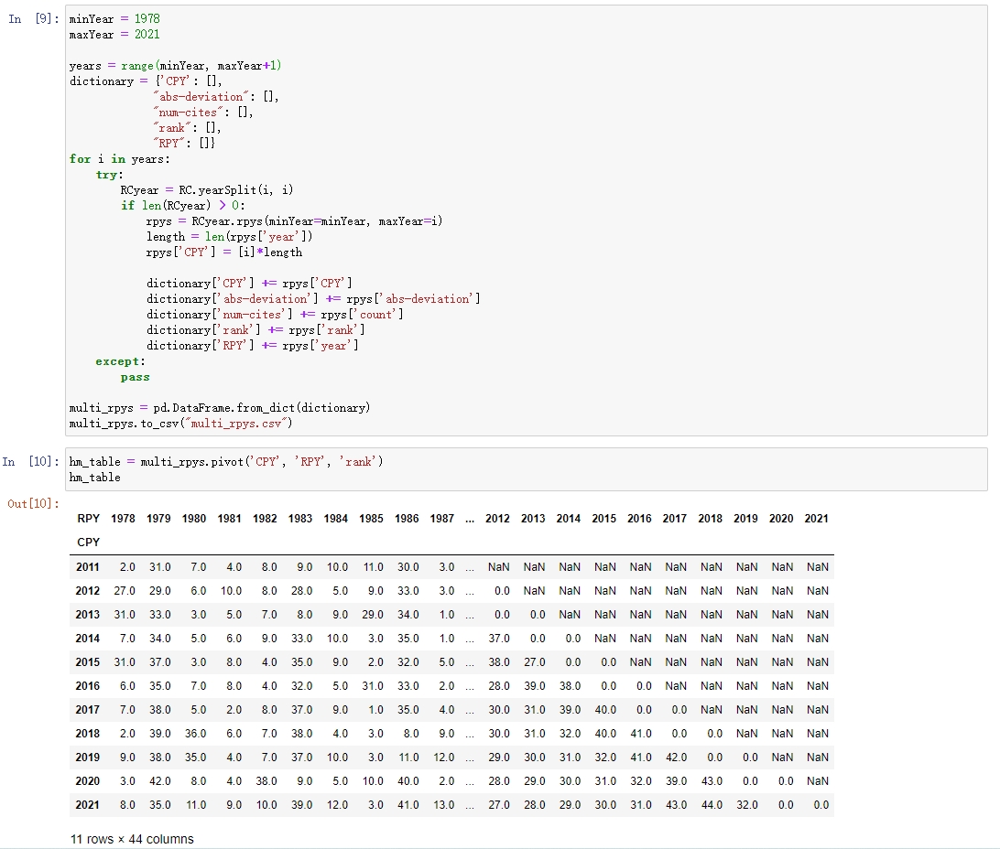 In [9]: minYear = 1978
maxYear = 2021
years = range(minYear, maxYear+1)
dictionary = {'CPY': [],
"abs-deviation": [],
"num-cites": [],
"rank": [],
"RPY": []}
for i in years:
try:
RCyear = RC.yearSplit(i, i)
if len(RCyear) > 0:
rpys = RCyear.rpys(minYear=minYear, maxYear=i)
length = len(rpys['year'])
rpys['CPY'] = [i]*length
dictionary['CPY'] += rpys['CPY']
dictionary['abs-deviation'] += rpys['abs-deviation']
dictionary['num-cites'] += rpys['count']
dictionary['rank'] += rpys['rank']
dictionary['RPY'] += rpys['year']
except:
pass
multi_rpys = pd.DataFrame.from_dict(dictionary)
multi_rpys.to_csv("multi_rpys.csv")
In [10]: hm_table = multi_rpys.pivot('CPY', 'RPY', 'rank')
hm_table
Out[10]:
RPY 1978 1979 1980 1981 1982 1983 1984 1985 1986 1987 ... 2012 2013 2014 2015 2016 2017 2018 2019 2020 2021
CPY
2011 2.0 31.0 7.0 4.0 8.0 9.0 10.0 11.0 30.0 3.0 ... NaN NaN NaN NaN NaN NaN NaN NaN NaN NaN
2012 27.0 29.0 6.0 10.0 8.0 28.0 5.0 9.0 33.0 3.0 ... 0.0 NaN NaN NaN NaN NaN NaN NaN NaN NaN
2013 31.0 33.0 3.0 5.0 7.0 8.0 9.0 29.0 34.0 1.0 ... 0.0 0.0 NaN NaN NaN NaN NaN NaN NaN NaN
2014 7.0 34.0 5.0 6.0 9.0 33.0 10.0 3.0 35.0 1.0 ... 37.0 0.0 0.0 NaN NaN NaN NaN NaN NaN NaN
2015 31.0 37.0 3.0 8.0 4.0 35.0 9.0 2.0 32.0 5.0 ... 38.0 27.0 0.0 0.0 NaN NaN NaN NaN NaN NaN
2016 6.0 35.0 7.0 8.0 4.0 32.0 5.0 31.0 33.0 2.0 ... 28.0 39.0 38.0 0.0 0.0 NaN NaN NaN NaN NaN
2017 7.0 38.0 5.0 2.0 8.0 37.0 9.0 1.0 35.0 4.0 ... 30.0 31.0 39.0 40.0 0.0 0.0 NaN NaN NaN NaN
2018 2.0 39.0 36.0 6.0 7.0 38.0 4.0 3.0 8.0 9.0 ... 30.0 31.0 32.0 40.0 41.0 0.0 0.0 NaN NaN NaN
2019 9.0 38.0 35.0 4.0 7.0 37.0 10.0 3.0 11.0 12.0 ... 29.0 30.0 31.0 32.0 41.0 42.0 0.0 0.0 NaN NaN
2020 3.0 42.0 8.0 4.0 38.0 9.0 5.0 10.0 40.0 2.0 ... 28.0 29.0 30.0 31.0 32.0 39.0 43.0 0.0 0.0 NaN
2021 8.0 35.0 11.0 9.0 10.0 39.0 12.0 3.0 41.0 13.0 ... 27.0 28.0 29.0 30.0 31.0 43.0 44.0 32.0 0.0 0.0
11 rows × 44 columns